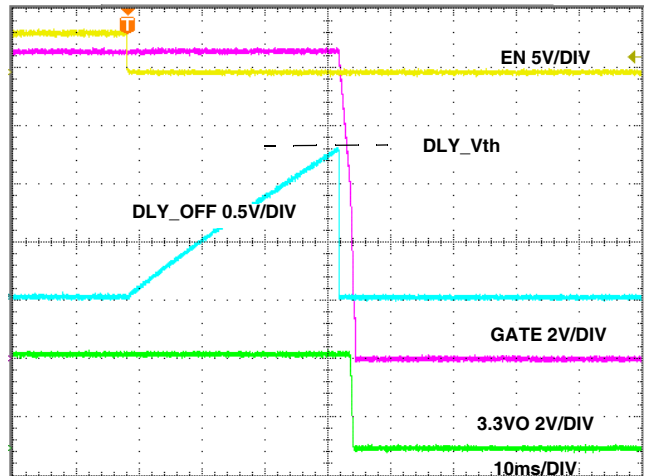 T
EN 5V/DIV
DLY_Vth
DLY_OFF 0.5V/DIV
GATE 2V/DIV
3.3VO 2V/DIV
10ms/DIV